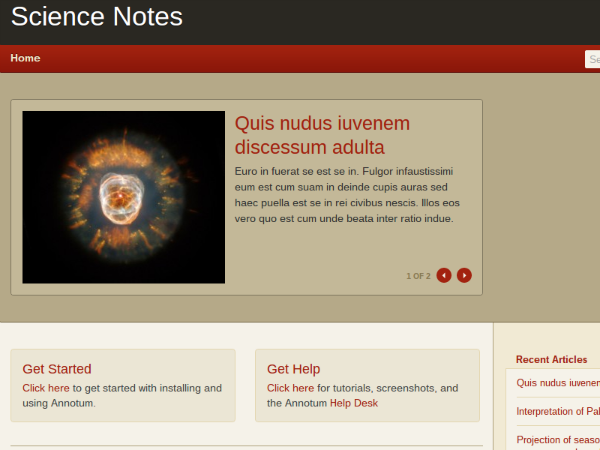 Science Notes
Home
Se
Quis nudus iuvenem
discessum adulta
Euro in fuerat se est se in. Fulgor infaustissimi
eum est cum suam in deinde cupis auras sed
haec puella est se in rei civibus nescis. Illos eos
vero quo est cum unde beata inter ratio indue.
1 OF 2
Get Started
Click here to get started with installing and
using Annotum.
Get Help
Click here for tutorials, screenshots, and
the Annotum Help Desk
Recent Articles
Quis nudus iuvenem
Interpretation of Pal
Projection of seaso